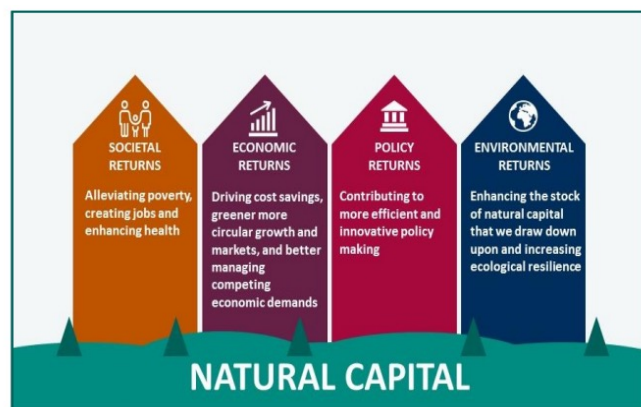 SOCIETAL
RETURNS
Alleviating poverty,
creating jobs and
enhancing health
ECONOMIC
RETURNS
Driving cost savings,
greener more
circular growth and
markets, and better
managing
competing
economic demands
POLICY
RETURNS
Contributing to
more efficient and
innovative policy
making
ENVIRONMENTAL
RETURNS
Enhancing the stock
of natural capital
that we draw down
upon and increasing
ecological resilience
NATURAL CAPITAL